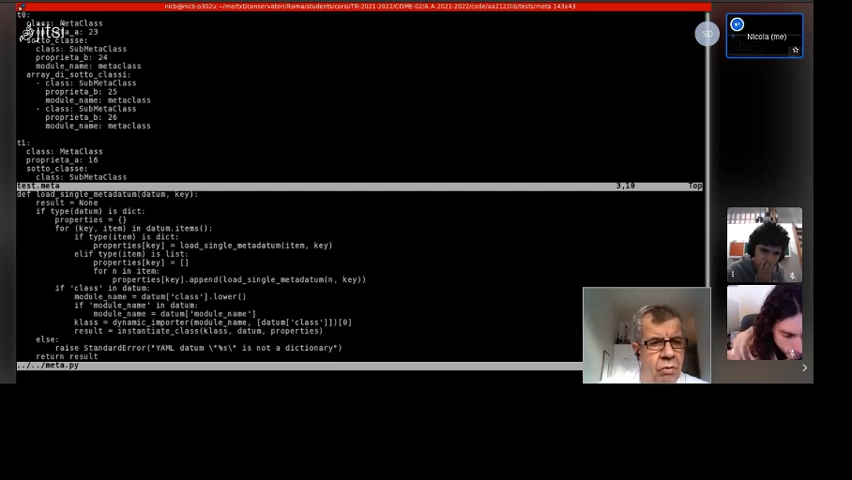 nicb@nicb-p302u: ~/me/txt/conservatori/Roma/students/corsi/TR-2021-2022/COME-02/A.A.2021-2022/code/aa2122lib/tests/meta 143x43
t0:
class: MetaClass
proprieta_a: 23
sotto_classe:
class: SubMetaClass
proprieta_b: 24
module_name: metaclass
array_di_sotto_classi:
- class: SubMetaClass
proprieta_b: 25
module_name: metaclass
- class: SubMetaClass
proprieta_b: 26
module_name: metaclass
t1:
class: MetaClass
proprieta_a: 16
sotto_classe:
class: SubMetaClass
test.meta 3,10 Top
def load_single_metadatum(datum, key):
result = None
if type(datum) is dict:
properties = {}
for (key, item) in datum.items():
if type(item) is dict:
properties[key] = load_single_metadatum(item, key)
elif type(item) is list:
properties[key] = []
for n in item:
properties[key].append(load_single_metadatum(n, key))
if 'class' in datum:
module_name = datum['class'].lower()
if 'module_name' in datum:
module_name = datum['module_name']
klass = dynamic_importer(module_name, [datum['class']])[0]
result = instantiate_class(klass, datum, properties)
else:
raise StandardError("YAML datum \"%s\" is not a dictionary")
return result
../../meta.py
jitsi
SD
Nicola (me)